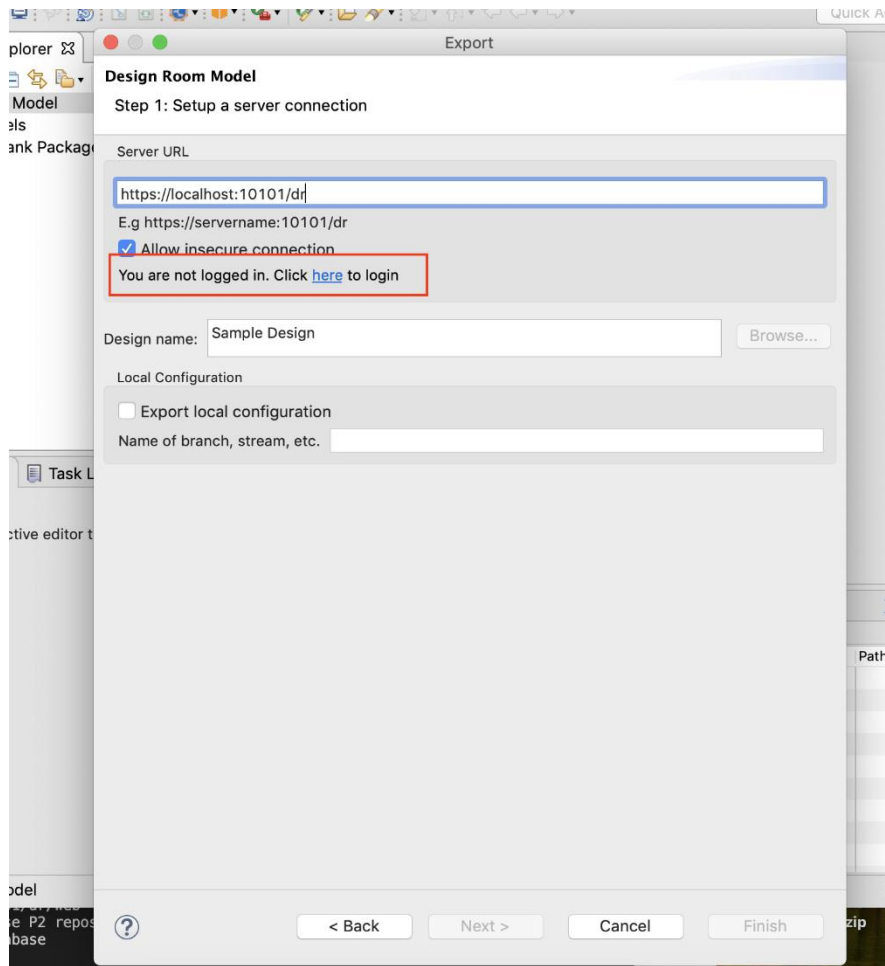 Quick A
plorer
Export
Design Room Model
Step 1: Setup a server connection
Model
els
ank Packag
Server URL
https://localhost:10101/dr
E.g https://servername:10101/dr
Allow insecure connection
You are not logged in. Click here to login
Design name:
Sample Design
Browse...
Local Configuration
Export local configuration
Name of branch, stream, etc.
Task L
ctive editor t
Path
odel
e P2 repos
abase
?
< Back
Next >
Cancel
Finish
zip